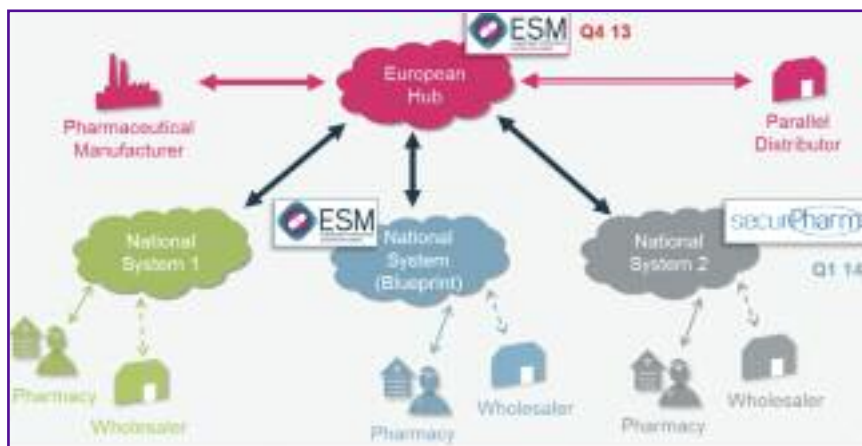 ESM
Q4 13
European
Hub
Pharmaceutical
Manufacturer
Parallel
Distributor
ESM
securPharm
National
System 1
National
System
(Blueprint)
National
System 2
Q1 14
Pharmacy
Wholesaler
Pharmacy
Wholesaler
Pharmacy
Wholesaler